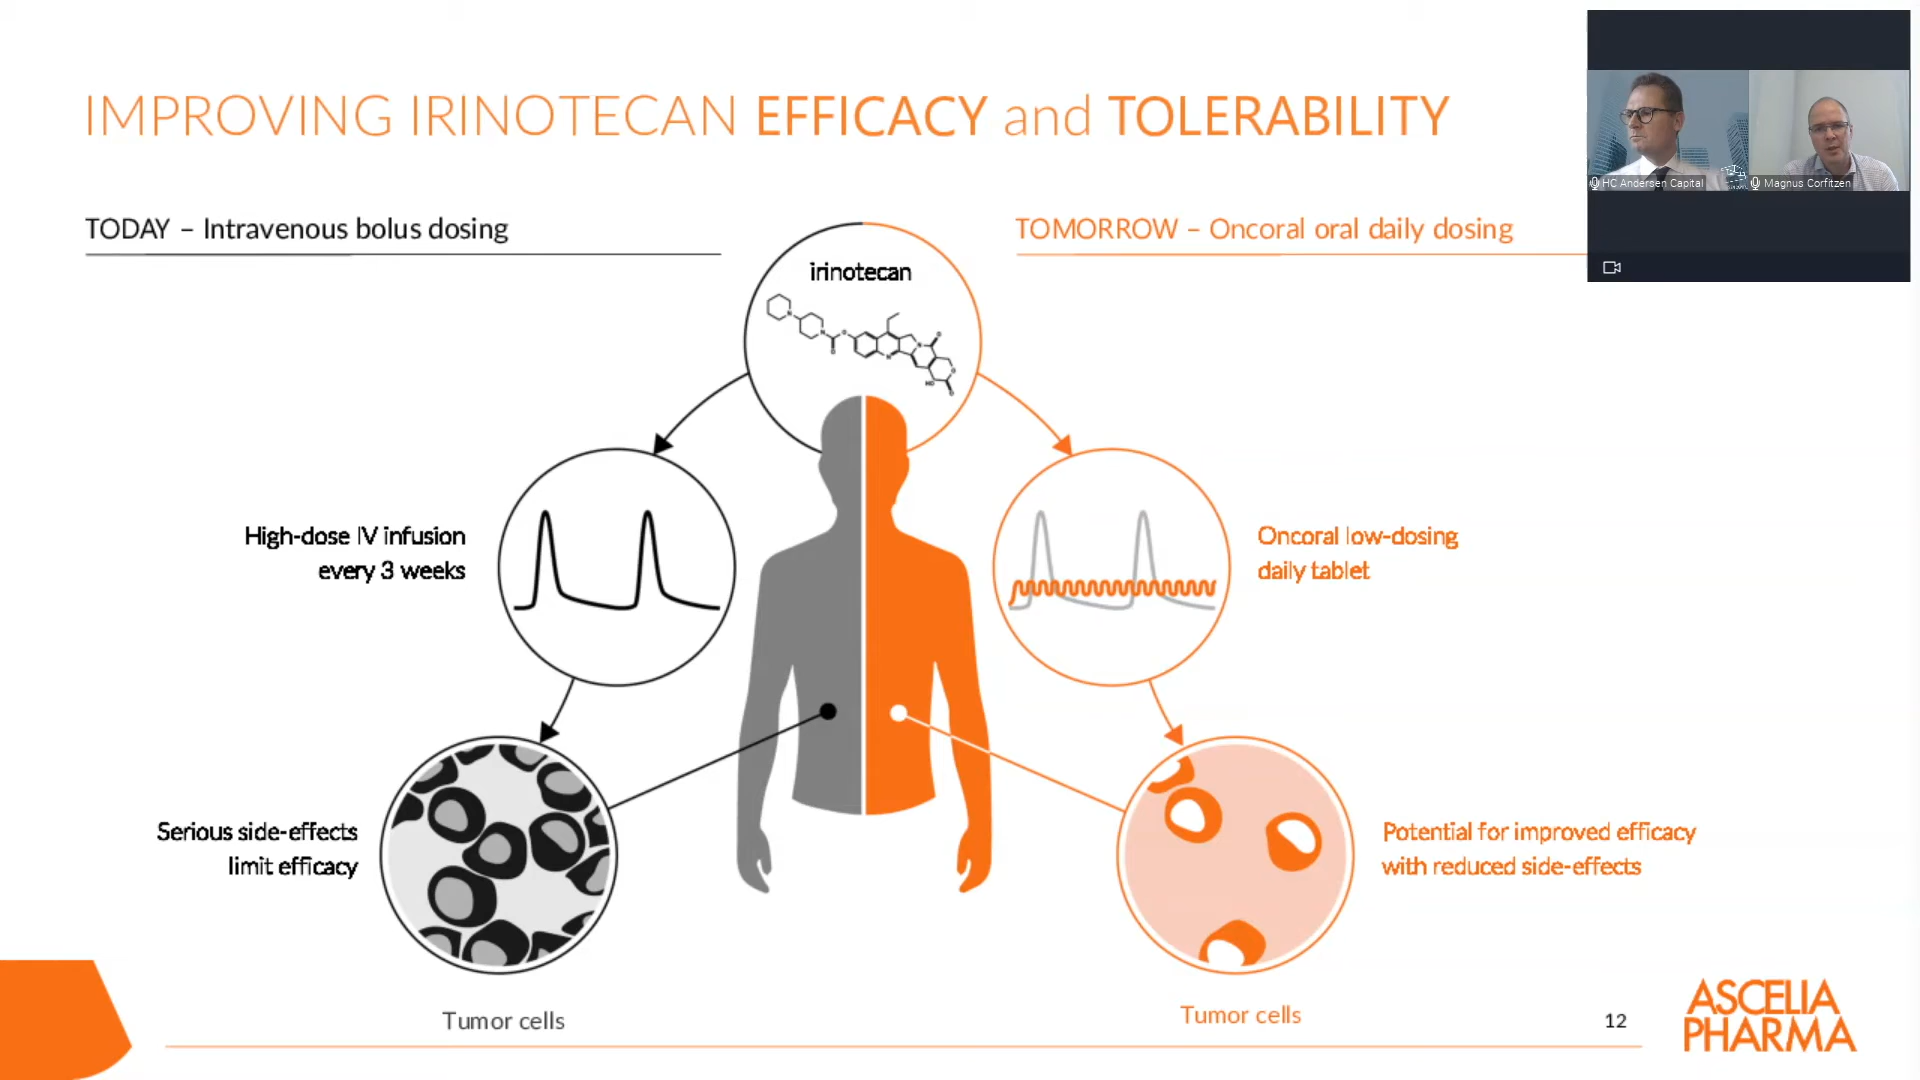 IMPROVING IRINOTECAN EFFICACY and TOLERABILITY
HC Andersen Capital
Magnus Corfitzen
TODAY – Intravenous bolus dosing
TOMORROW – Oncoral oral daily dosing
irinotecan
N
O
O
N
N
O
O
HO
O
High-dose IV infusion
every 3 weeks
Oncoral low-dosing
daily tablet
Serious side-effects
limit efficacy
Potential for improved efficacy
with reduced side-effects
Tumor cells
Tumor cells
12
ASCELIA
PHARMA